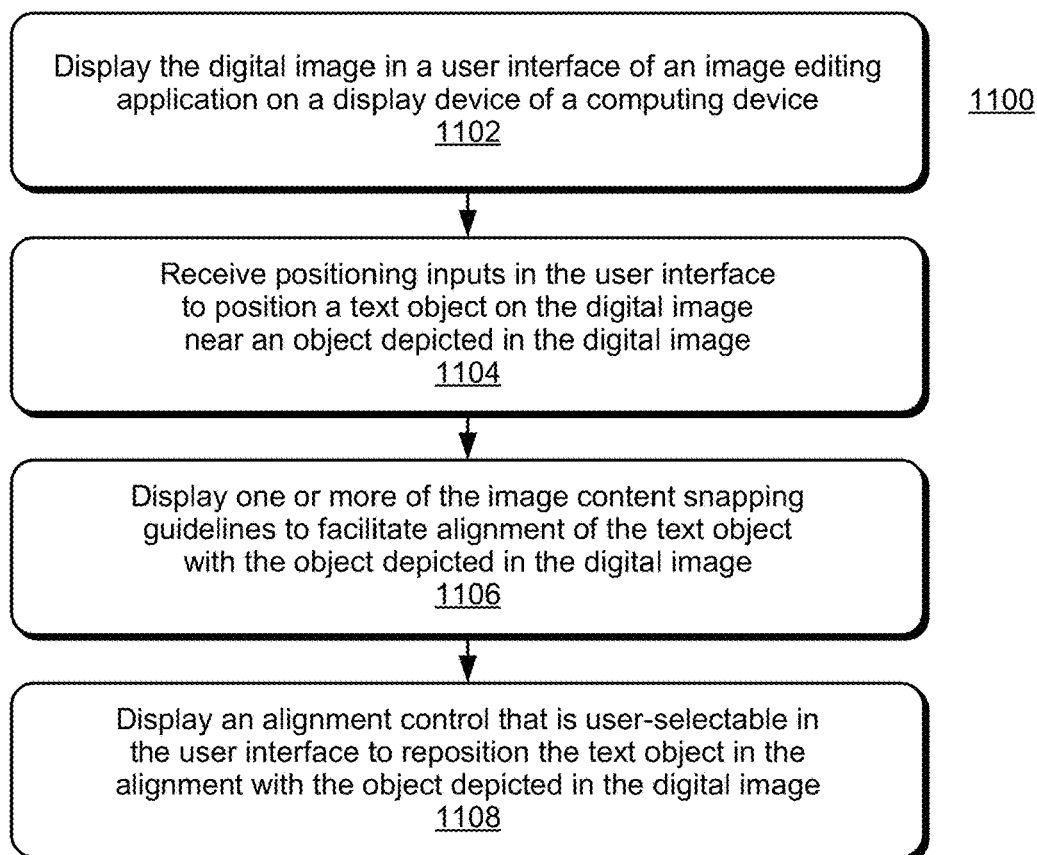 Display the digital image in a user interface of an image editing
application on a display device of a computing device
1102
1100
Receive positioning inputs in the user interface
to position a text object on the digital image
near an object depicted in the digital image
1104
Display one or more of the image content snapping
guidelines to facilitate alignment of the text object
with the object depicted in the digital image
1106
Display an alignment control that is user-selectable in
the user interface to reposition the text object in the
alignment with the object depicted in the digital image
1108